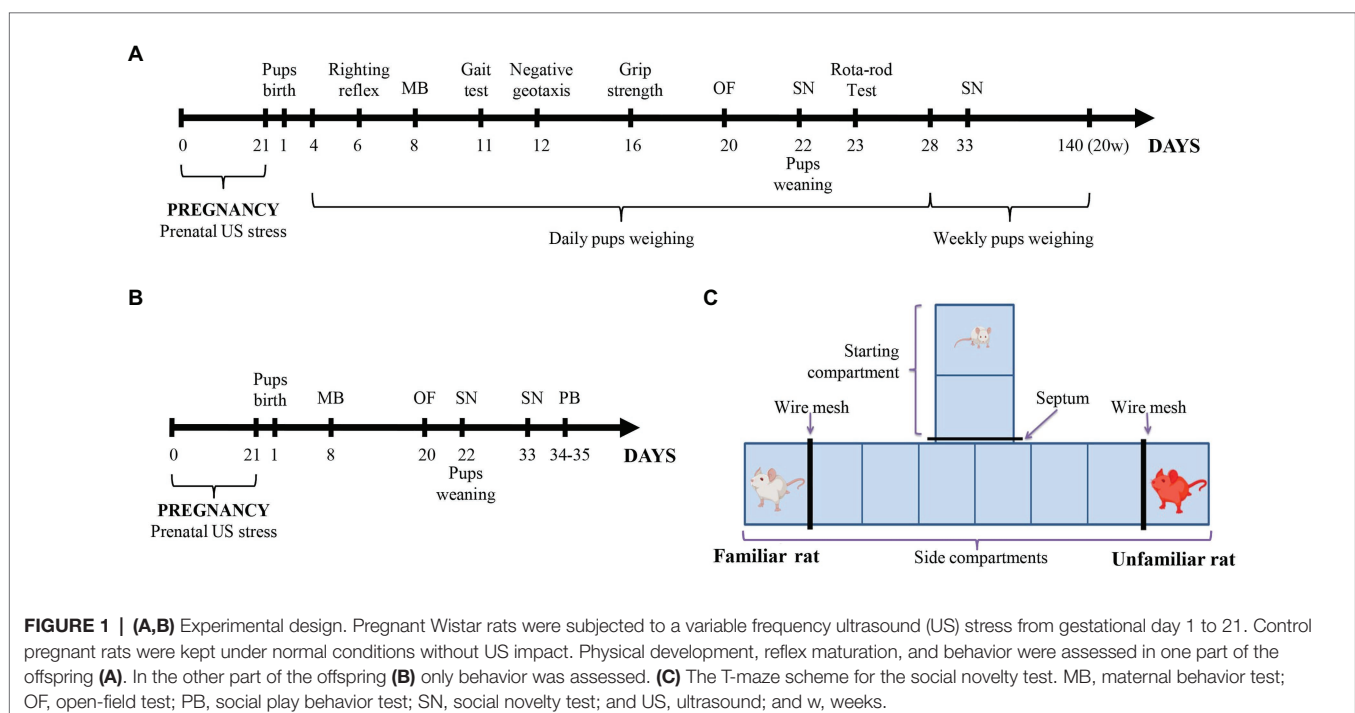 A
Pups birth
Righting reflex
MB
Gait test
Negative geotaxis
Grip strength
OF
SN
Rota-rod Test
SN
0 21 1 4 6 8 11 12 16 20 22 23 28 33 140 (20w) DAYS
Pups weaning
PREGNANCY
Prenatal US stress
Daily pups weighing
Weekly pups weighing
B
Pups birth
MB
OF
SN
SN
PB
0 21 1 8 20 22 33 34-35 DAYS
Pups weaning
PREGNANCY
Prenatal US stress
C
Starting compartment
Wire mesh
Septum
Wire mesh
Familiar rat
Side compartments
Unfamiliar rat
FIGURE 1 | (A,B) Experimental design. Pregnant Wistar rats were subjected to a variable frequency ultrasound (US) stress from gestational day 1 to 21. Control
pregnant rats were kept under normal conditions without US impact. Physical development, reflex maturation, and behavior were assessed in one part of the
offspring (A). In the other part of the offspring (B) only behavior was assessed. (C) The T-maze scheme for the social novelty test. MB, maternal behavior test;
OF, open-field test; PB, social play behavior test; SN, social novelty test; and US, ultrasound; and w, weeks.